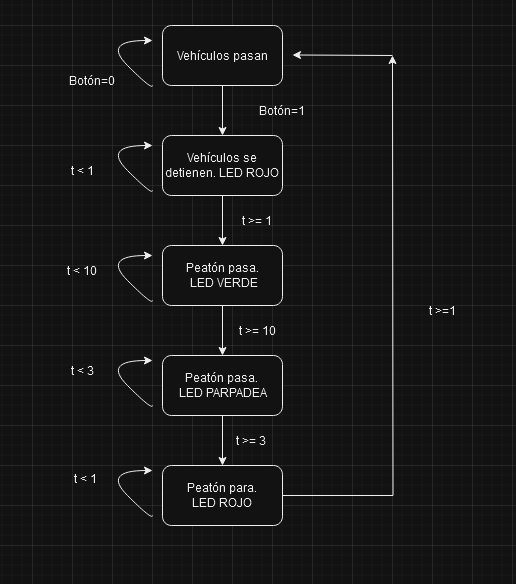 Vehículos pasan
Botón=0
Botón=1
Vehículos se
detienen. LED ROJO
t < 1
t >= 1
Peatón pasa.
LED VERDE
t < 10
t >=1
t >= 10
Peatón pasa.
LED PARPADEA
t < 3
t >= 3
Peatón para.
LED ROJO
t < 1